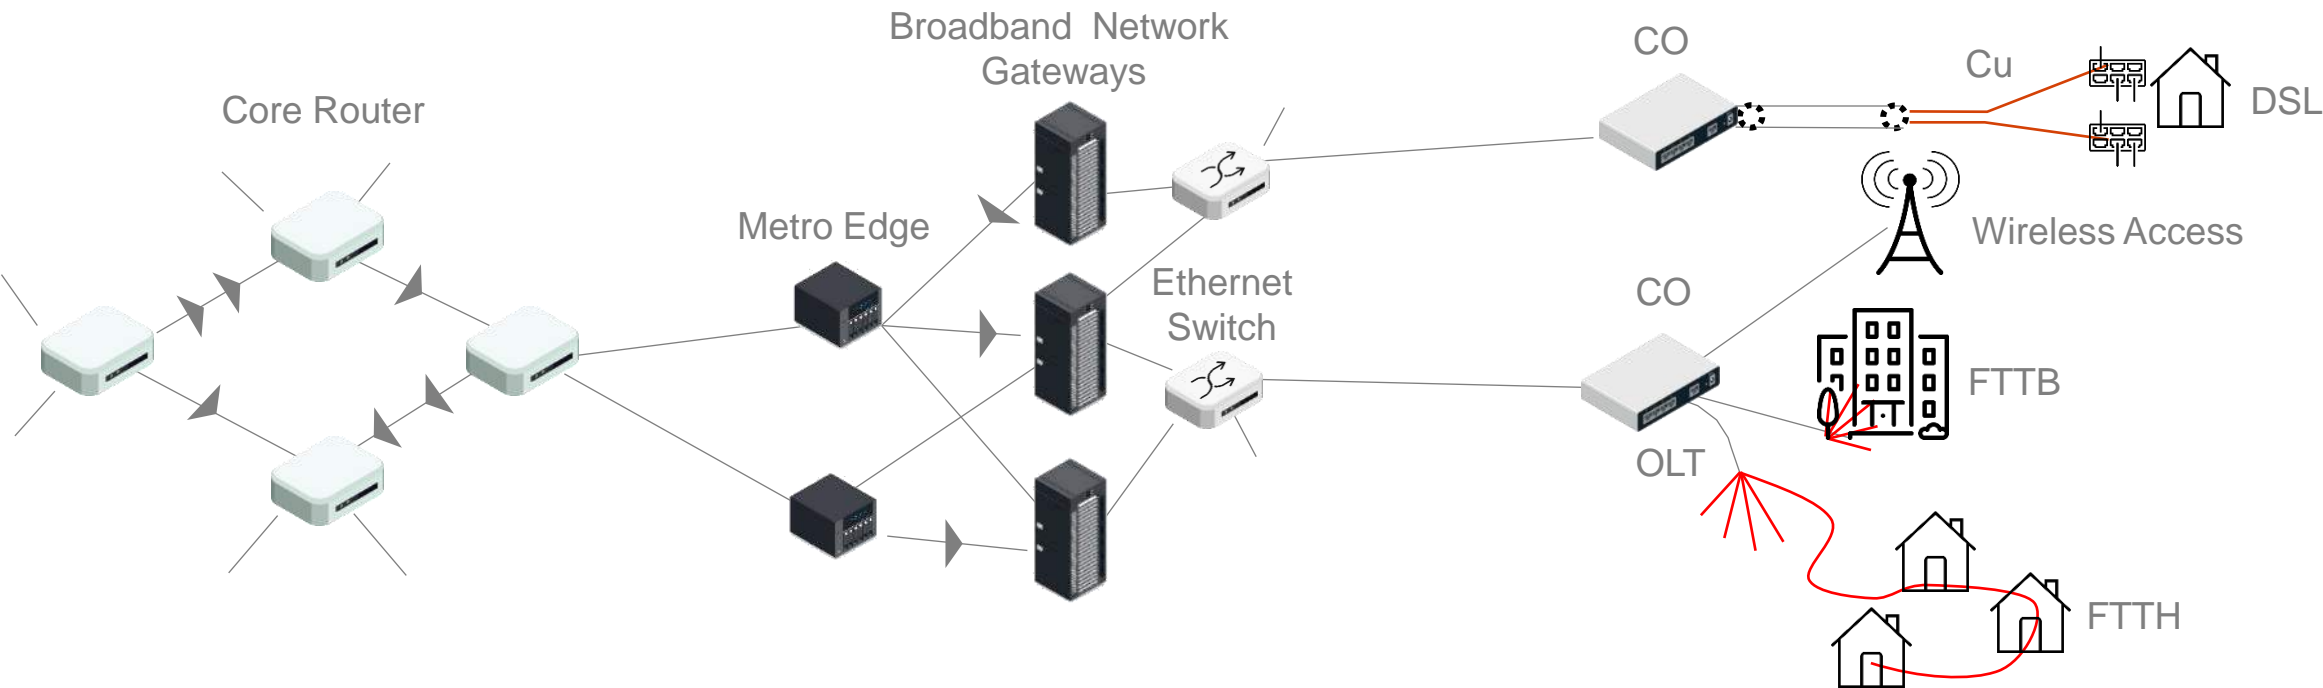 Broadband Network
Gateways
CO
Cu
DSL
Core Router
Metro Edge
Wireless Access
Ethernet
Switch
CO
FTTB
OLT
FTTH